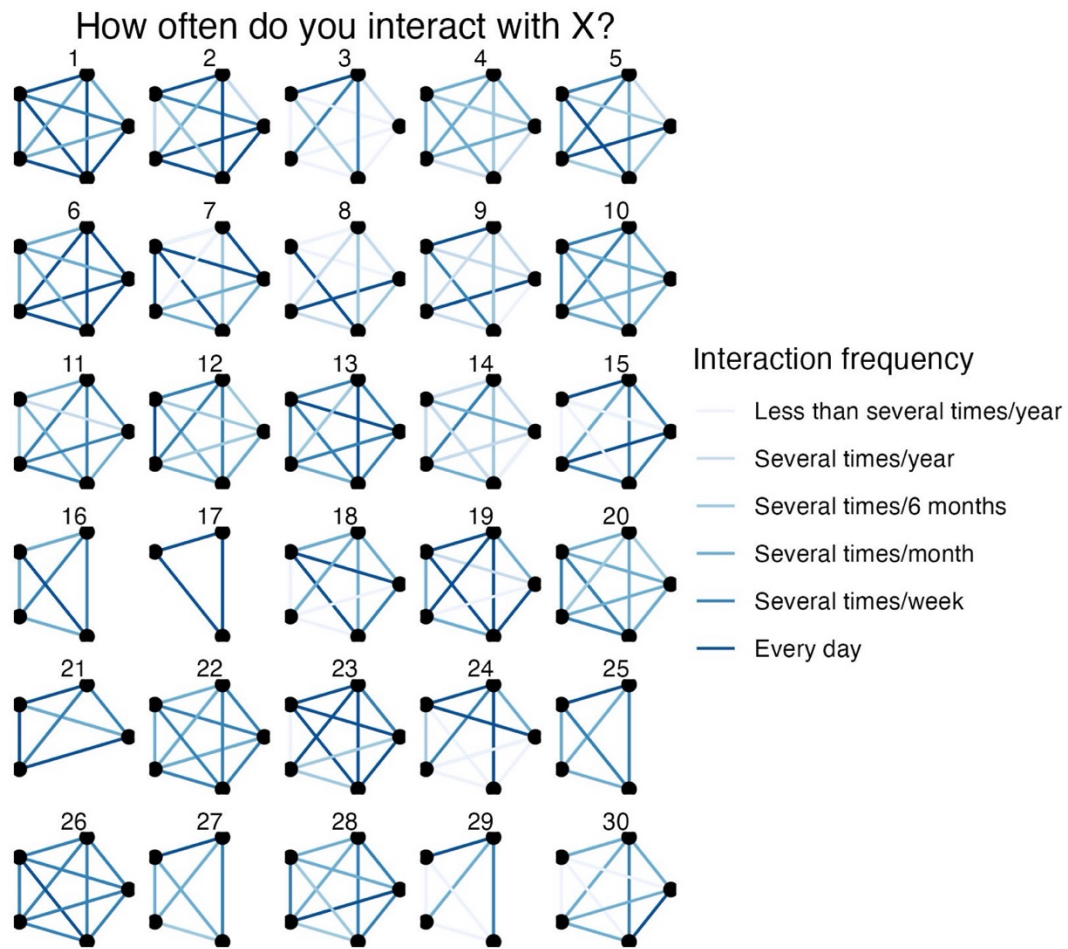 How often do you interact with X?
1 2 3 4 5
6 7 8 9 10
11 12 13 14 15
16 17 18 19 20
21 22 23 24 25
26 27 28 29 30
Interaction frequency
Less than several times/year
Several times/year
Several times/6 months
Several times/month
Several times/week
Every day